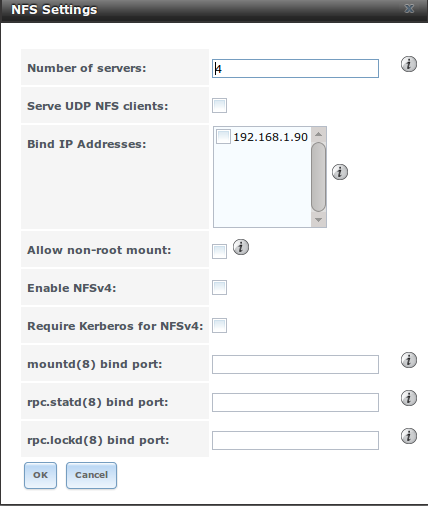 NFS Settings
Number of servers:
4
Serve UDP NFS clients:
Bind IP Addresses:
192.168.1.90
Allow non-root mount:
Enable NFSv4:
Require Kerberos for NFSv4:
mountd(8) bind port:
rpc.statd(8) bind port:
rpc.lockd(8) bind port:
OK
Cancel